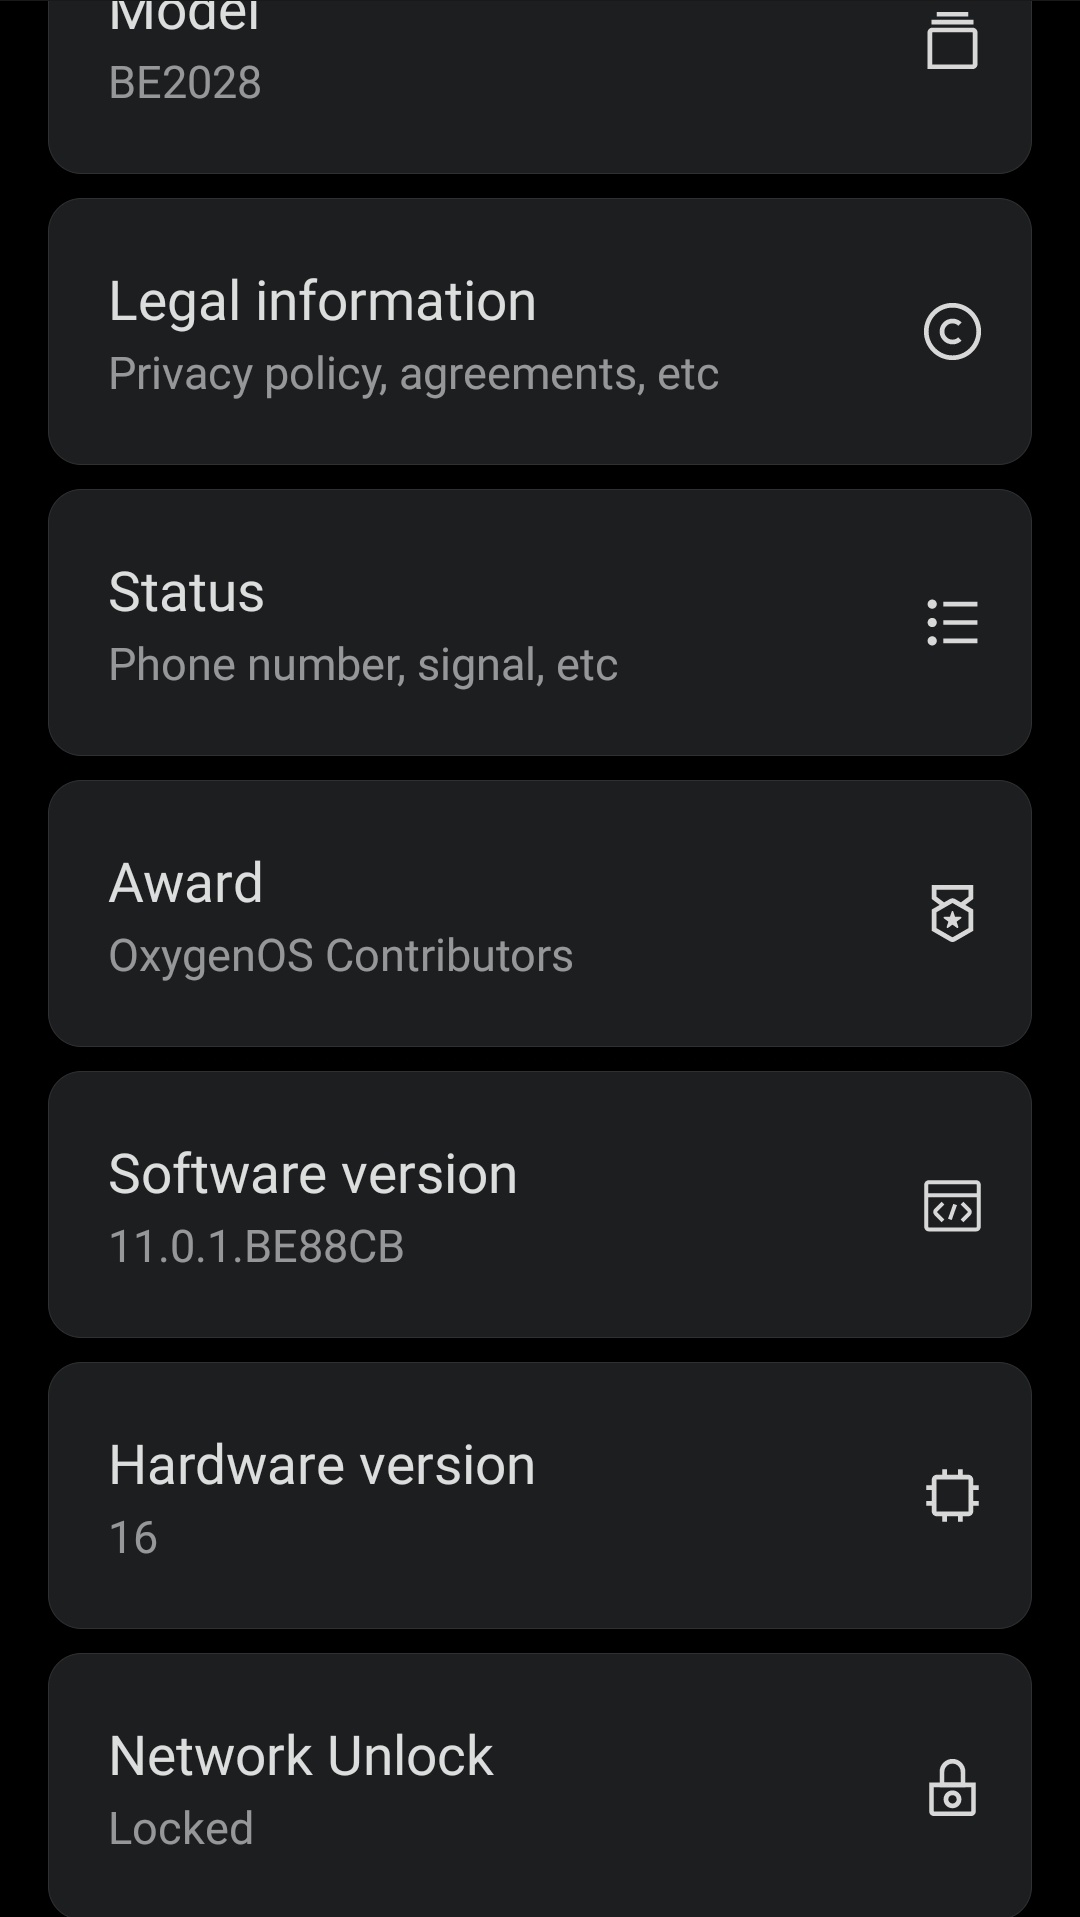 Model
BE2028
Legal information
Privacy policy, agreements, etc
Status
Phone number, signal, etc
Award
OxygenOS Contributors
Software version
11.0.1.BE88CB
Hardware version
16
Network Unlock
Locked